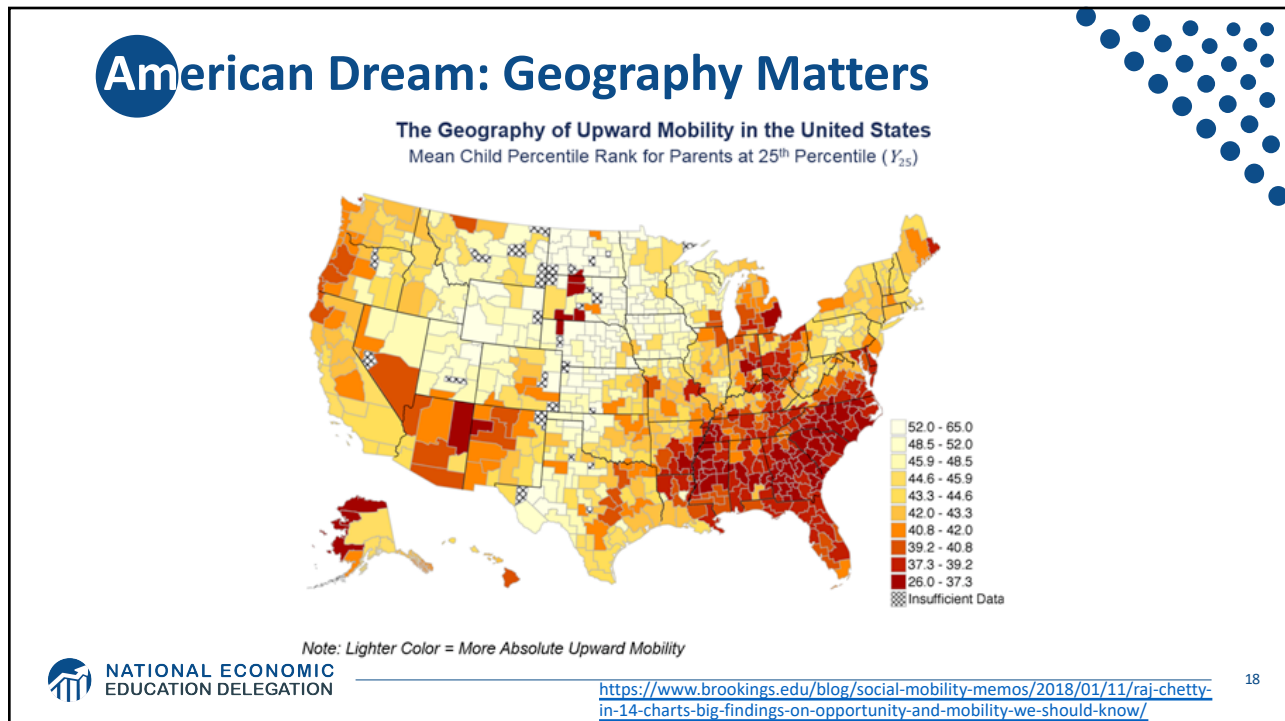 American Dream: Geography Matters
The Geography of Upward Mobility in the United States
Mean Child Percentile Rank for Parents at 25th Percentile (Y25)
52.0 - 65.0
48.5 - 52.0
45.9 - 48.5
44.6 - 45.9
43.3 - 44.6
42.0 - 43.3
40.8 - 42.0
39.2 - 40.8
37.3 - 39.2
26.0 - 37.3
Insufficient Data
Note: Lighter Color = More Absolute Upward Mobility
NATIONAL ECONOMIC
EDUCATION DELEGATION
https://www.brookings.edu/blog/social-mobility-memos/2018/01/11/raj-chetty-
in-14-charts-big-findings-on-opportunity-and-mobility-we-should-know/
18